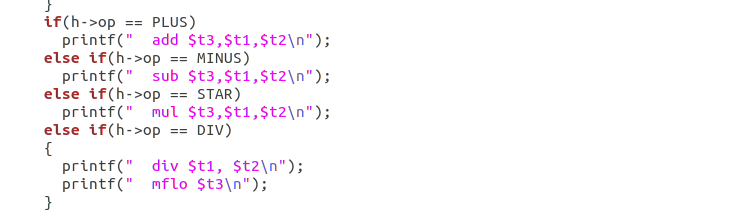 }
if(h->op == PLUS)
  printf("  add $t3,$t1,$t2\n");
else if(h->op == MINUS)
  printf("  sub $t3,$t1,$t2\n");
else if(h->op == STAR)
  printf("  mul $t3,$t1,$t2\n");
else if(h->op == DIV)
{
  printf("  div $t1, $t2\n");
  printf("  mflo $t3\n");
}